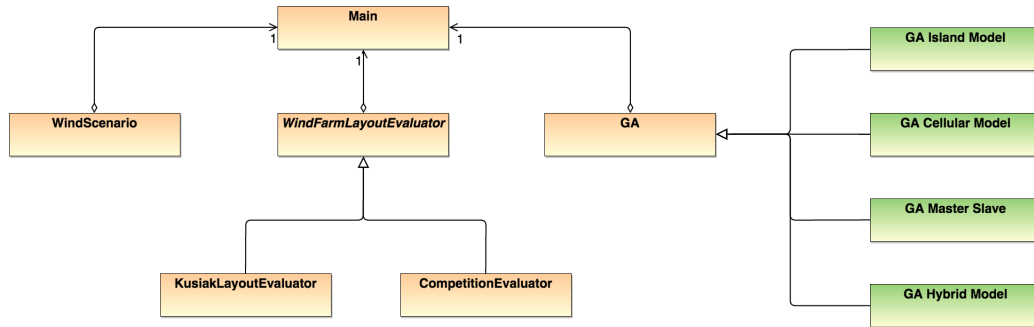 Main
GA Island Model
1
1
1
WindScenario
WindFarmLayoutEvaluator
GA
GA Cellular Model
GA Master Slave
KusiakLayoutEvaluator
CompetitionEvaluator
GA Hybrid Model